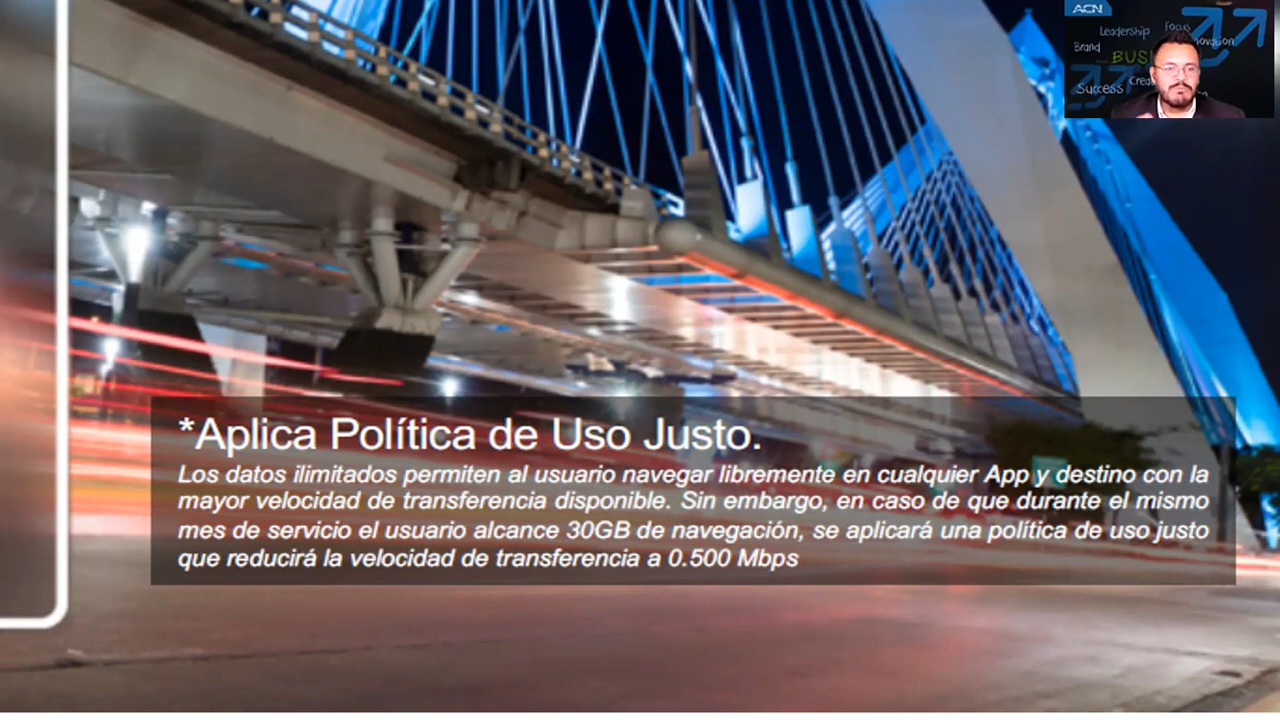 ACN
Leadership
Focus
Brand
Success
*Aplica Política de Uso Justo.
Los datos ilimitados permiten al usuario navegar libremente en cualquier App y destino con la
mayor velocidad de transferencia disponible. Sin embargo, en caso de que durante el mismo
mes de servicio el usuario alcance 30GB de navegación, se aplicará una política de uso justo
que reducirá la velocidad de transferencia a 0.500 Mbps